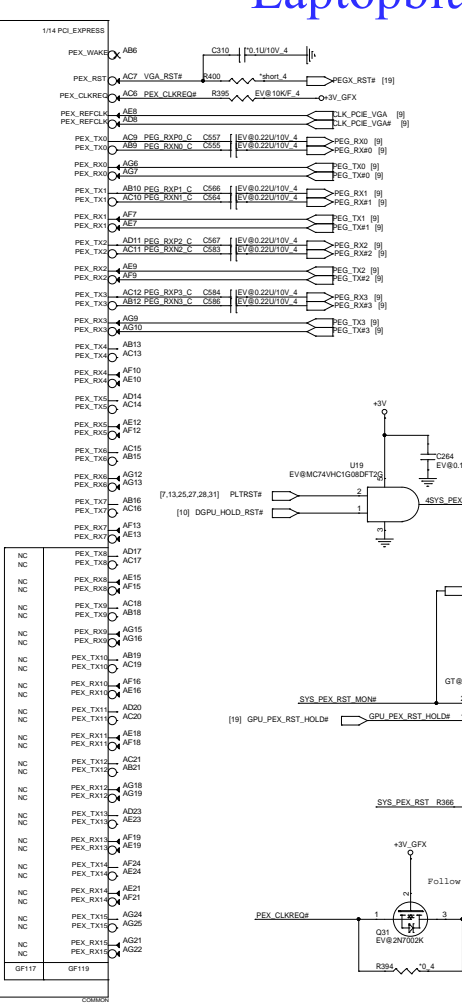 1/14 PCI_EXPRESS
PEX_WAKE AB6
C310 *0.1U/10V_4
PEX_RST AC7 VGA_RST# R400 *short_4 PEGX_RST# [19]
PEX_CLKREQ AC6 PEX_CLKREQ# R395 EV@10K/F_4 +3V_GFX
PEX_REFCLK AE8 CLK_PCIE_VGA [9]
PEX_REFCLK AD8 CLK_PCIE_VGA# [9]
PEX_TX0 AC9 PEG_RXP0_C C557 EV@0.22U/10V_4 PEG_RX0 [9]
PEX_TX0 AB9 PEG_RXN0_C C555 EV@0.22U/10V_4 PEG_RX#0 [9]
PEX_RX0 AG6 PEG_TX0 [9]
PEX_RX0 AG7 PEG_TX#0 [9]
PEX_TX1 AB10 PEG_RXP1_C C566 EV@0.22U/10V_4 PEG_RX1 [9]
PEX_TX1 AC10 PEG_RXN1_C C564 EV@0.22U/10V_4 PEG_RX#1 [9]
PEX_RX1 AF7 PEG_TX1 [9]
PEX_RX1 AE7 PEG_TX#1 [9]
PEX_TX2 AD11 PEG_RXP2_C C567 EV@0.22U/10V_4 PEG_RX2 [9]
PEX_TX2 AC11 PEG_RXN2_C C583 EV@0.22U/10V_4 PEG_RX#2 [9]
PEX_RX2 AE9 PEG_TX2 [9]
PEX_RX2 AF9 PEG_TX#2 [9]
PEX_TX3 AC12 PEG_RXP3_C C584 EV@0.22U/10V_4 PEG_RX3 [9]
PEX_TX3 AB12 PEG_RXN3_C C586 EV@0.22U/10V_4 PEG_RX#3 [9]
PEX_RX3 AG9 PEG_TX3 [9]
PEX_RX3 AG10 PEG_TX#3 [9]
PEX_TX4 AB13
PEX_TX4 AC13
PEX_RX4 AF10
PEX_RX4 AE10
PEX_TX5 AD14
PEX_TX5 AC14
PEX_RX5 AE12
PEX_RX5 AF12
PEX_TX6 AC15
PEX_TX6 AB15
PEX_RX6 AG12
PEX_RX6 AG13
PEX_TX7 AB16
PEX_TX7 AC16
PEX_RX7 AF13
PEX_RX7 AE13
NC PEX_TX8 AD17
NC PEX_TX8 AC17
NC PEX_RX8 AE15
NC PEX_RX8 AF15
NC PEX_TX9 AC18
NC PEX_TX9 AB18
NC PEX_RX9 AG15
NC PEX_RX9 AG16
NC PEX_TX10 AB19
NC PEX_TX10 AC19
NC PEX_RX10 AF16
NC PEX_RX10 AE16
NC PEX_TX11 AD20
NC PEX_TX11 AC20
NC PEX_RX11 AE18
NC PEX_RX11 AF18
NC PEX_TX12 AC21
NC PEX_TX12 AB21
NC PEX_RX12 AG18
NC PEX_RX12 AG19
NC PEX_TX13 AD23
NC PEX_TX13 AE23
NC PEX_RX13 AF19
NC PEX_RX13 AE19
NC PEX_TX14 AF24
NC PEX_TX14 AE24
NC PEX_RX14 AE21
NC PEX_RX14 AF21
NC PEX_TX15 AG24
NC PEX_TX15 AG25
NC PEX_RX15 AG21
NC PEX_RX15 AG22
GF117 GF119
COMMON
+3V
U19
EV@MC74VHC1G08DFT2G
C264
EV@0.1
5
[7,13,25,27,28,31] PLTRST# 2
4 SYS_PEX
[10] DGPU_HOLD_RST# 1
3
GT@
SYS_PEX_RST_MON#
[19] GPU_PEX_RST_HOLD# GPU_PEX_RST_HOLD#
SYS_PEX_RST R366
+3V_GFX
Follow
2
PEX_CLKREQ# 1 3
Q31
EV@2N7002K
R394 *0_4